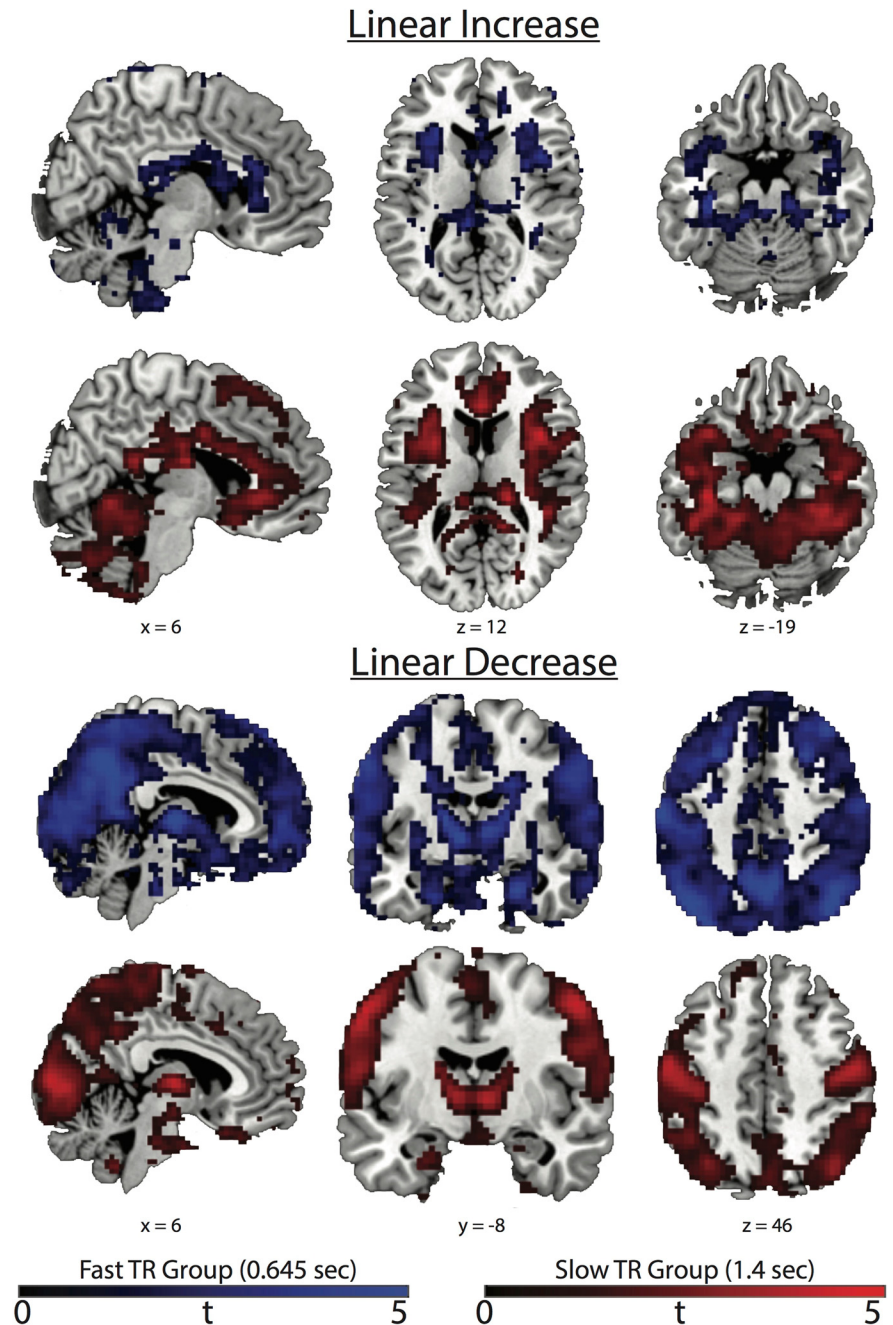 Linear Increase
x = 6 z = 12 z = -19
Linear Decrease
x = 6 y = -8 z = 46
Fast TR Group (0.645 sec) Slow TR Group (1.4 sec)
0 t 5 0 t 5